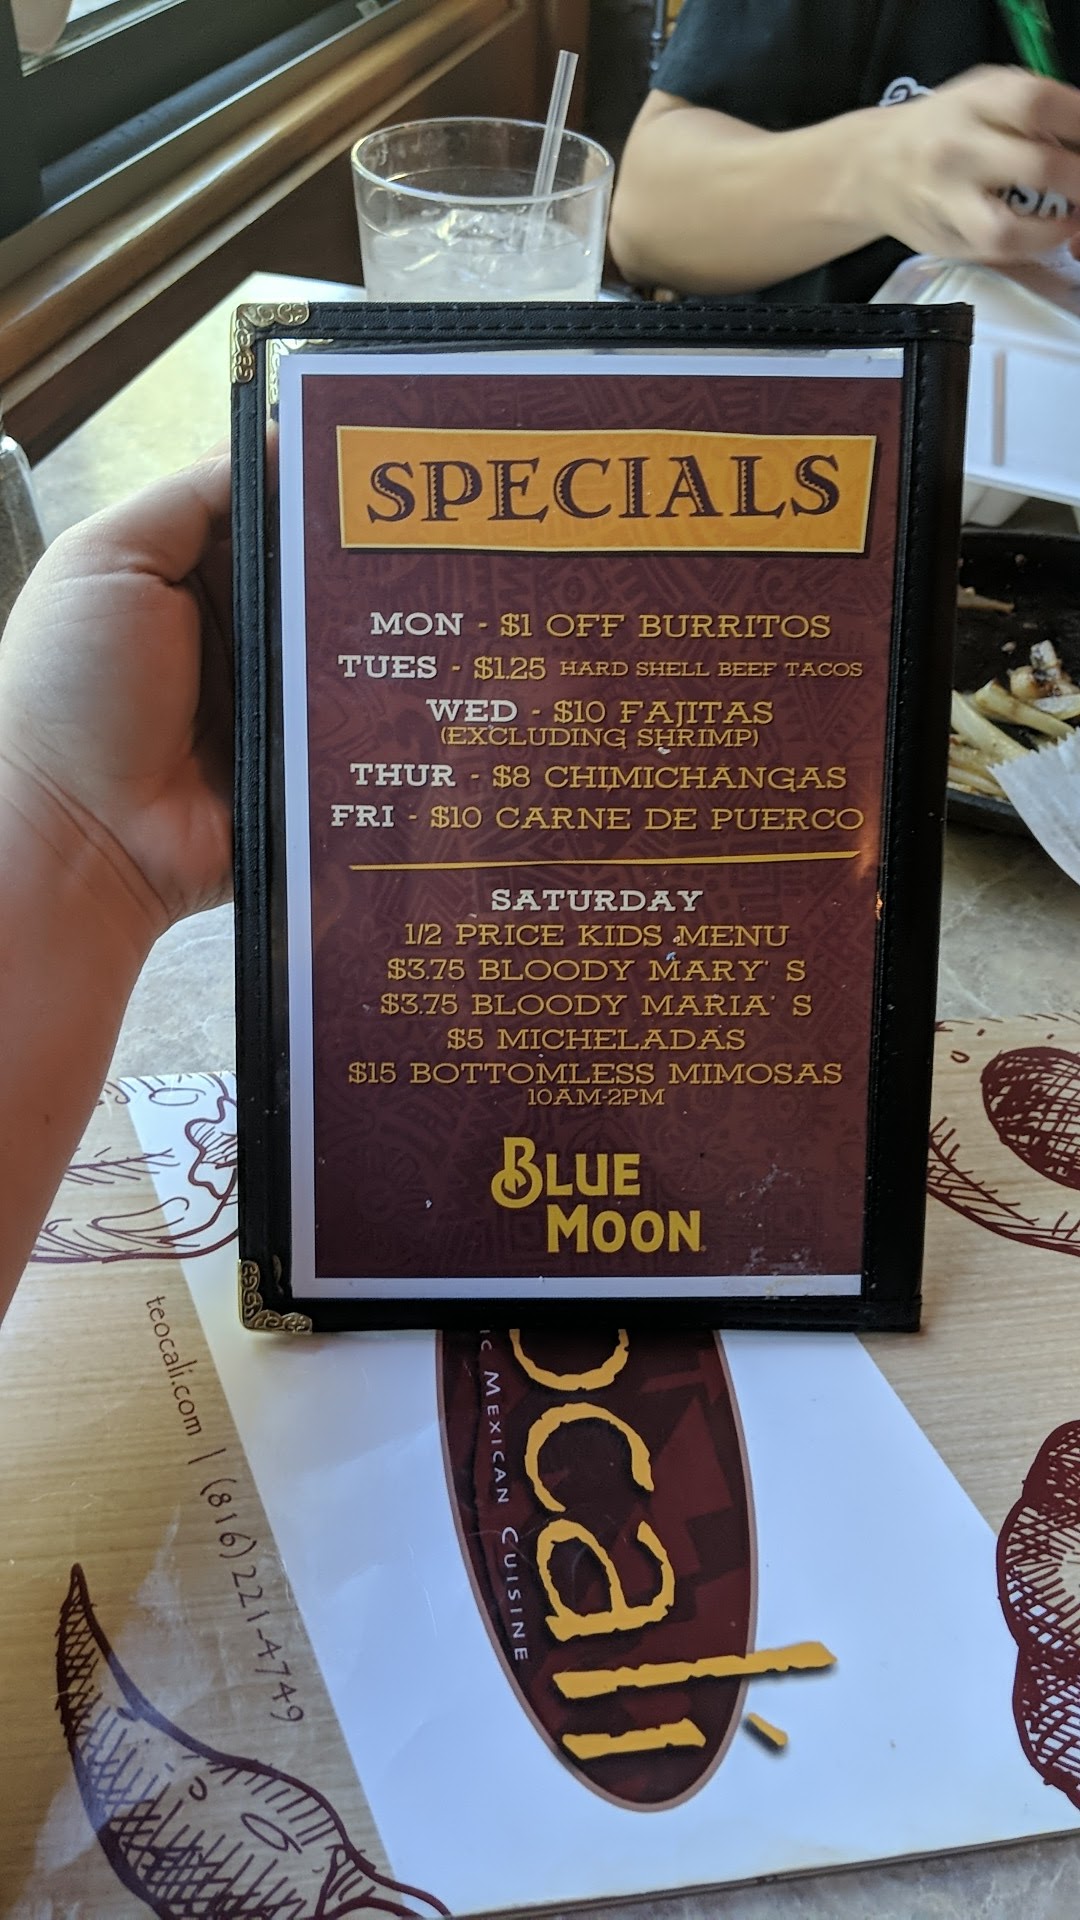 SPECIALS
MON - $1 OFF BURRITOS
TUES - $1.25 HARD SHELL BEEF TACOS
WED - $10 FAJITAS
(EXCLUDING SHRIMP)
THUR - $8 CHIMICHANGAS
FRI - $10 CARNE DE PUERCO
SATURDAY
1/2 PRICE KIDS MENU
$3.75 BLOODY MARY' S
$3.75 BLOODY MARIA' S
$5 MICHELADAS
$15 BOTTOMLESS MIMOSAS
10AM-2PM
BLUE
MOON
ocali
IC MEXICAN CUISINE
teocali.com | (816) 221-4749